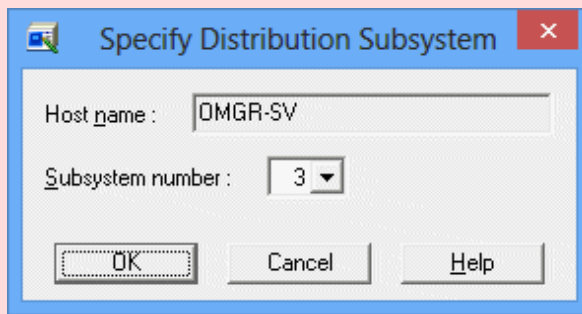 Specify Distribution Subsystem
Host name : OMGR-SV
Subsystem number : 3
OK Cancel Help